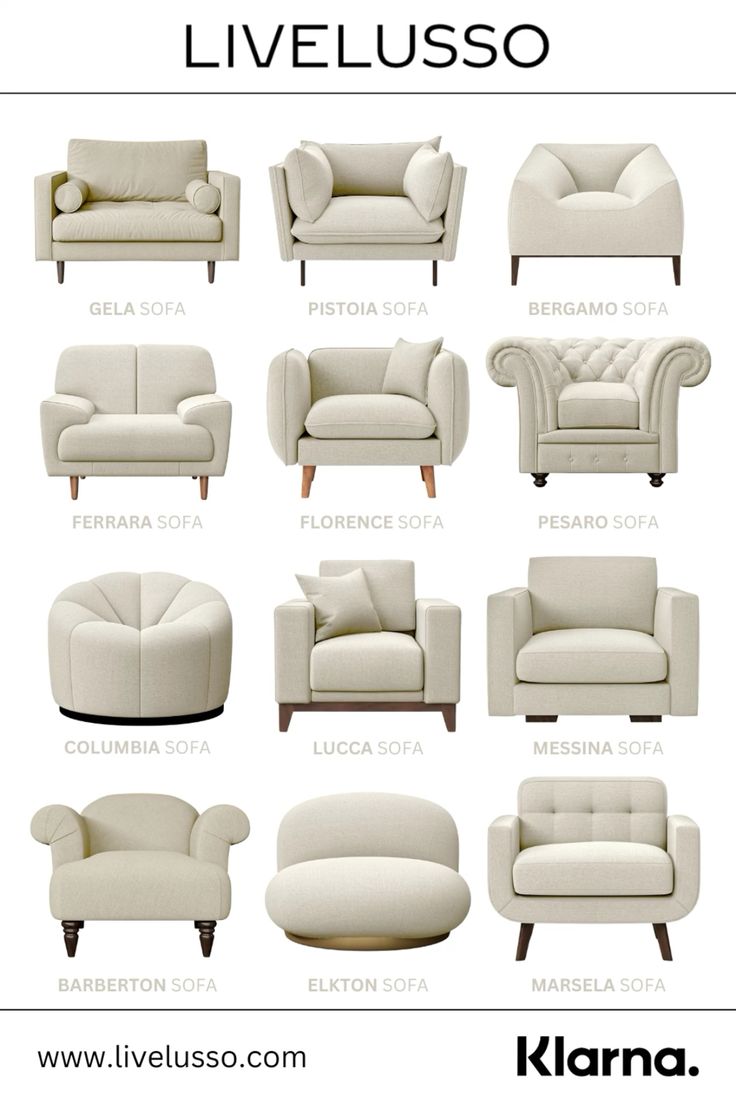 LIVELUSSO
GELA SOFA
PISTOIA SOFA
BERGAMO SOFA
FERRARA SOFA
FLORENCE SOFA
PESARO SOFA
COLUMBIA SOFA
LUCCA SOFA
MESSINA SOFA
BARBERTON SOFA
ELKTON SOFA
MARSELA SOFA
www.livelusso.com
Klarna.